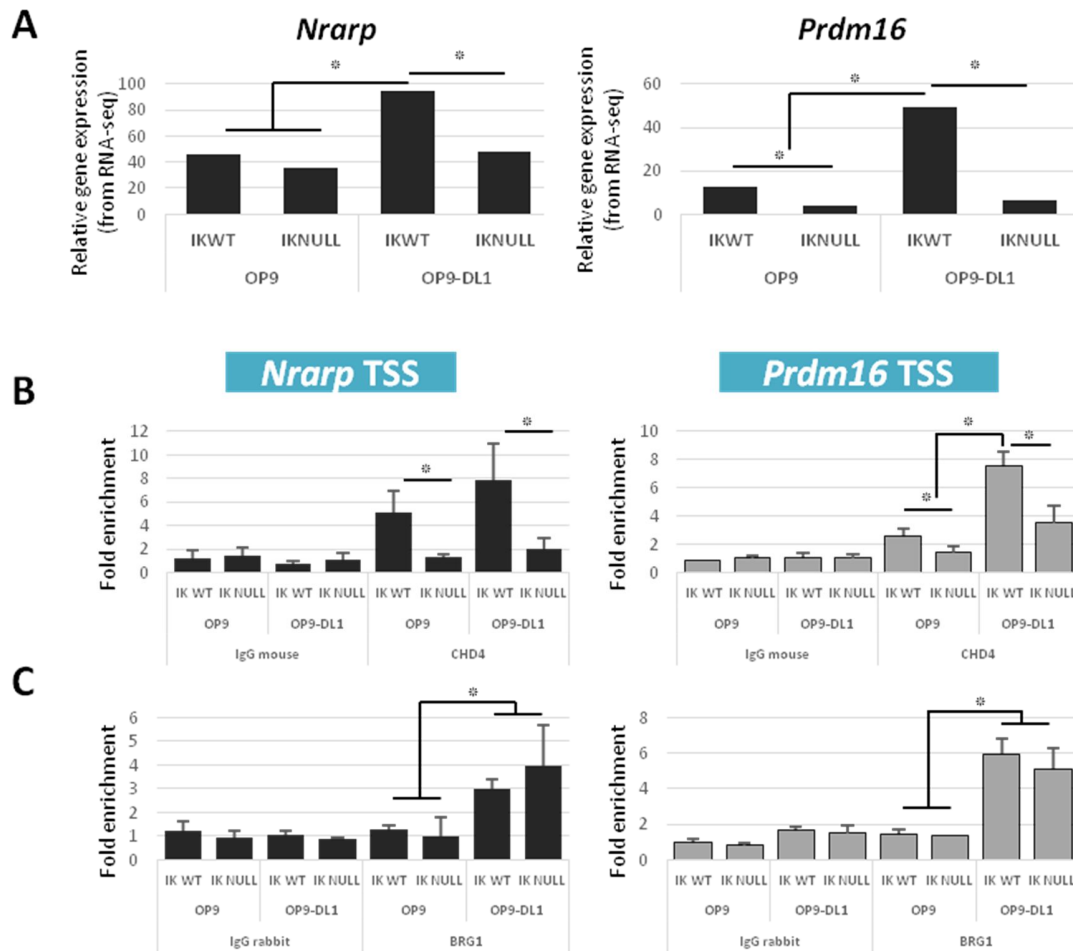 A
Nrarp
Prdm16
Relative gene expression
(from RNA-seq)
100
80
60
40
20
0
*
*
IKWT IKNULL IKWT IKNULL
OP9 OP9-DL1
Relative gene expression
(from RNA-seq)
60
40
20
0
*
*
*
IKWT IKNULL IKWT IKNULL
OP9 OP9-DL1
Nrarp TSS
Prdm16 TSS
B
Fold enrichment
12
10
8
6
4
2
0
*
*
IK WT IK NULL IK WT IK NULL IK WT IK NULL IK WT IK NULL
OP9 OP9-DL1 OP9 OP9-DL1
IgG mouse CHD4
Fold enrichment
10
8
6
4
2
0
*
*
*
IK WT IK NULL IK WT IK NULL IK WT IK NULL IK WT IK NULL
OP9 OP9-DL1 OP9 OP9-DL1
IgG mouse CHD4
C
Fold enrichment
6
5
4
3
2
1
0
*
IK WT IK NULL IK WT IK NULL IK WT IK NULL IK WT IK NULL
OP9 OP9-DL1 OP9 OP9-DL1
IgG rabbit BRG1
Fold enrichment
8
6
4
2
0
*
IK WT IK NULL IK WT IK NULL IK WT IK NULL IK WT IK NULL
OP9 OP9-DL1 OP9 OP9-DL1
IgG rabbit BRG1